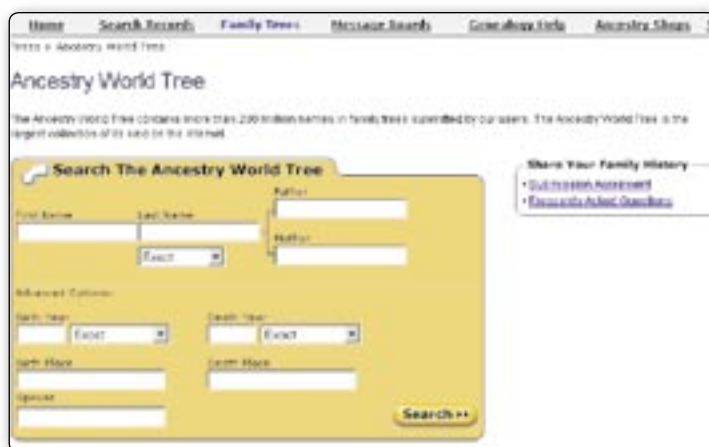 Home Search Records Family Trees Message Boards Genealogy Help Ancestry Shops
Trees > Ancestry World Tree
Ancestry World Tree
The Ancestry World Tree contains more than 200 million names in family trees submitted by our users. The Ancestry World Tree is the
largest collection of its kind on the Internet.
Search The Ancestry World Tree
Father
First Name Last Name
Mother
Exact
Advanced Options
Birth Year Death Year
Exact Exact
Birth Place Death Place
Spouse
Search
Share Your Family History
• Submission Agreement
• Frequently Asked Questions